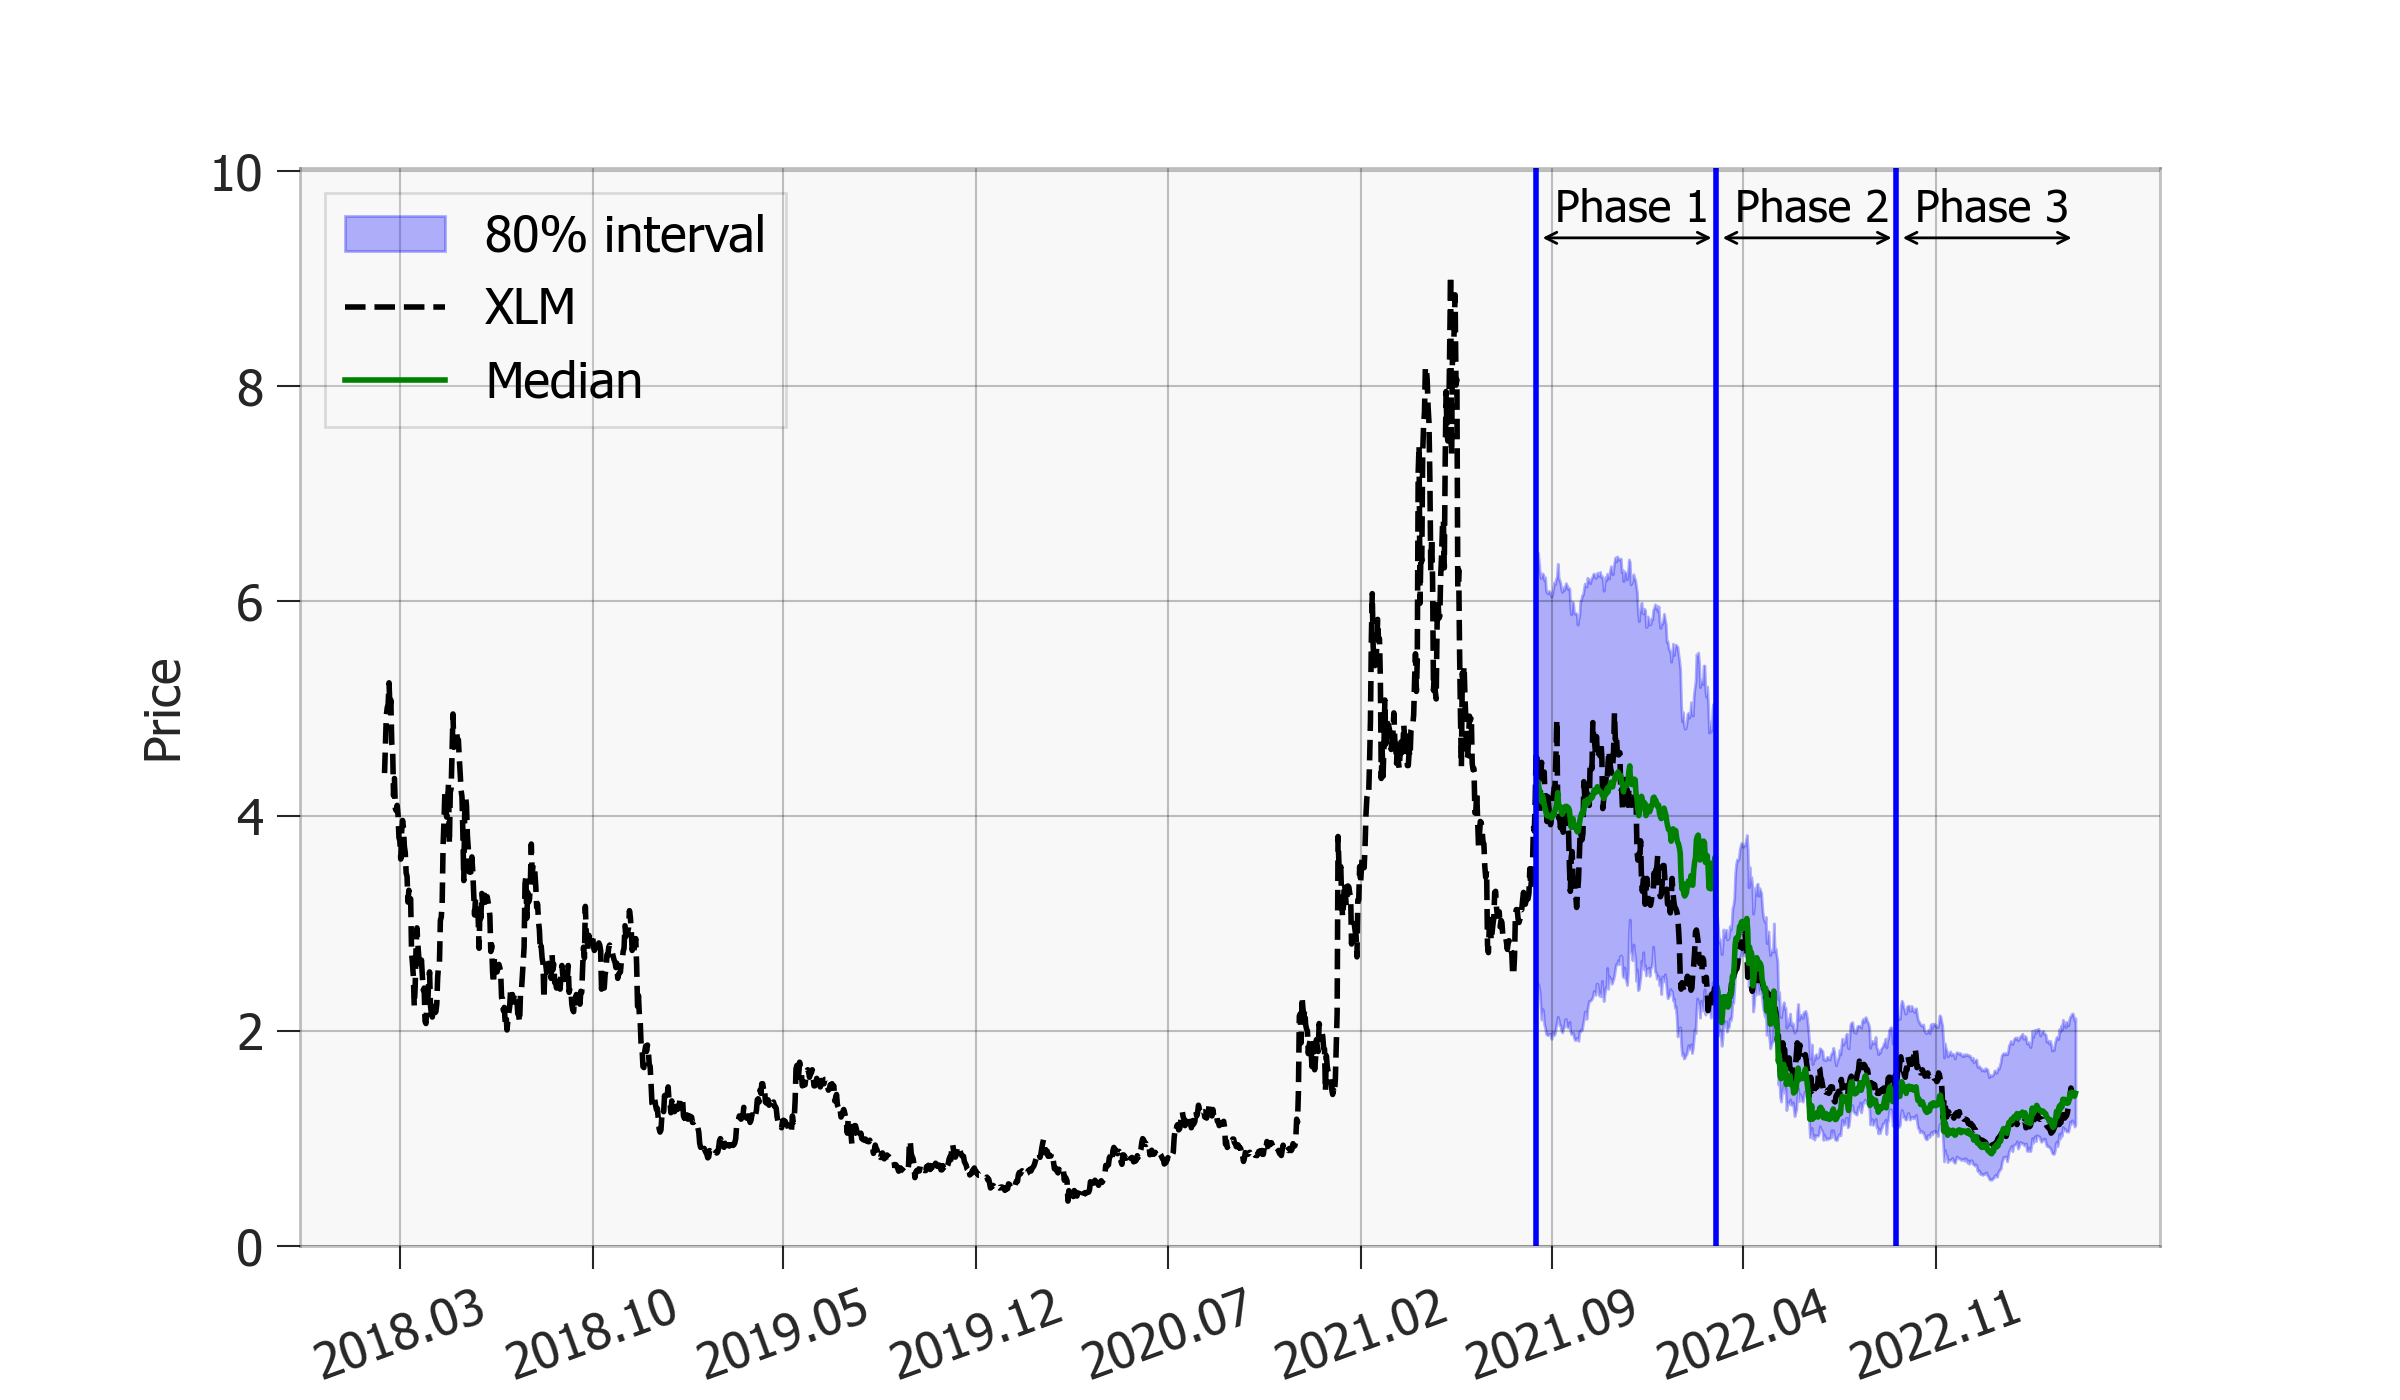 10
8
6
4
2
0
Price
80% interval
XLM
Median
Phase 1
Phase 2
Phase 3
2018.03
2018.10
2019.05
2019.12
2020.07
2021.02
2021.09
2022.04
2022.11